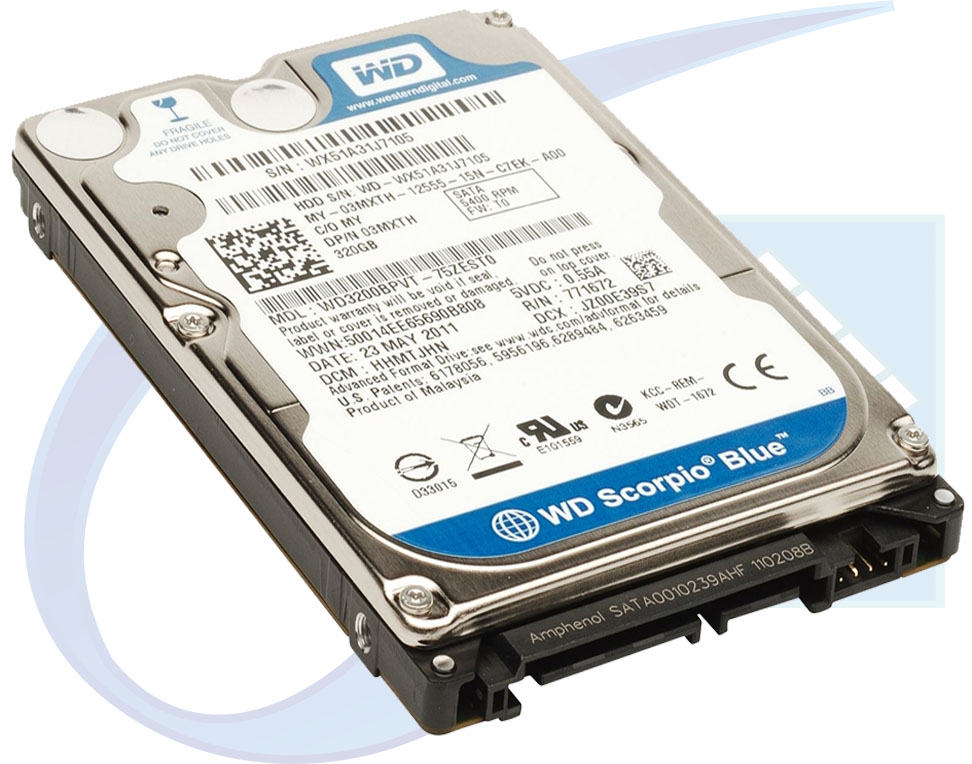 WD
www.westerndigital.com
FRAGILE
DO NOT COVER
ANY DRIVE HOLES
S/N : WX51A31J7105
HDD S/N: WD - WX51A31J7105
MY - 03MXTH - 12555 - 15N - C7EK - A00
C/O MY
DP/N 03MXTH
320GB
SATA
5400 RPM
FW: T0
MDL: WD3200BPVT - 75ZEST0
Product warranty will be void if seal,
label or cover is removed or damaged.
Do not press
on top cover.
WWN:50014EE65690B808
5VDC : 0.55A
DATE: 23 MAY 2011
R/N : 771672
DCM : HHMTJHN
DCX : JZ00E39S7
Advanced Format Drive:see www.wdc.com/advformat for details
U.S. Patents: 6178056, 5956196,6289484, 6263459
Product of Malaysia
D33015
c UL us
E101559
N3565
KCC-REM-
WDT-1672
CE
BB
WD Scorpio® Blue™
Amphenol SATA0010239AHF 110208B